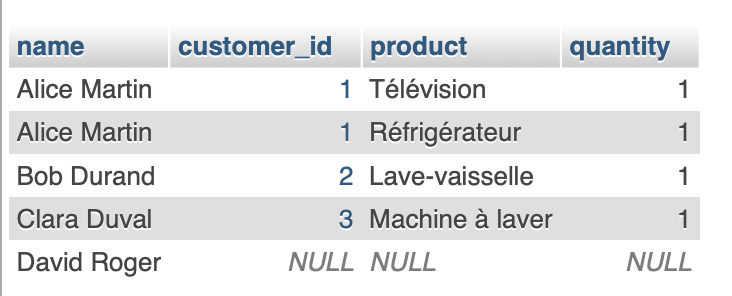 name customer_id product quantity
Alice Martin 1 Télévision 1
Alice Martin 1 Réfrigérateur 1
Bob Durand 2 Lave-vaisselle 1
Clara Duval 3 Machine à laver 1
David Roger NULL NULL NULL